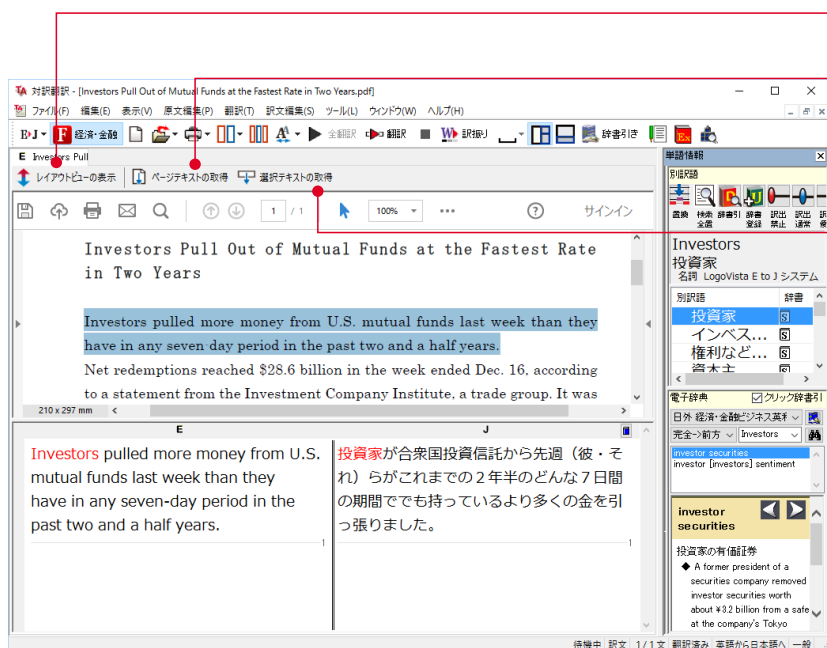 対訳翻訳 - [Investors Pull Out of Mutual Funds at the Fastest Rate in Two Years.pdf]
ファイル(F) 編集(E) 表示(V) 原文編集(P) 翻訳(T) 訳文編集(S) ツール(L) ウィンドウ(W) ヘルプ(H)
E›J 経済・金融 全翻訳 翻訳 訳振り 辞書引き
E Investors Pull
レイアウトビューの表示 ページテキストの取得 選択テキストの取得
1 / 1 100% サインイン
Investors Pull Out of Mutual Funds at the Fastest Rate
in Two Years
Investors pulled more money from U.S. mutual funds last week than they
have in any seven-day period in the past two and a half years.
Net redemptions reached $28.6 billion in the week ended Dec. 16, according
to a statement from the Investment Company Institute, a trade group. It was
210 x 297 mm
E
Investors pulled more money from U.S.
mutual funds last week than they
have in any seven-day period in the
past two and a half years.
1
J
投資家が合衆国投資信託から先週（彼・そ
れ）らがこれまでの２年半のどんな７日間
の期間ででも持っているより多くの金を引
っ張りました。
1
単語情報
別訳語
置換 検索 辞書引 辞書 訳出 訳出
全置 登録 禁止 通常
Investors
投資家
名詞 LogoVista E to J システム
別訳語 辞書
投資家 S
インベス... S
権利など... S
資本主 S
電子辞典 クリック辞書引
日外 経済・金融ビジネス英
完全->前方 Investors
investor securities
investor [investors] sentiment
investor
securities
投資家の有価証券
◆ A former president of a
securities company removed
investor securities worth
about ¥3.2 billion from a safe
at the company's Tokyo
待機中 訳文 1/1文 翻訳済み 英語から日本語へ 一般